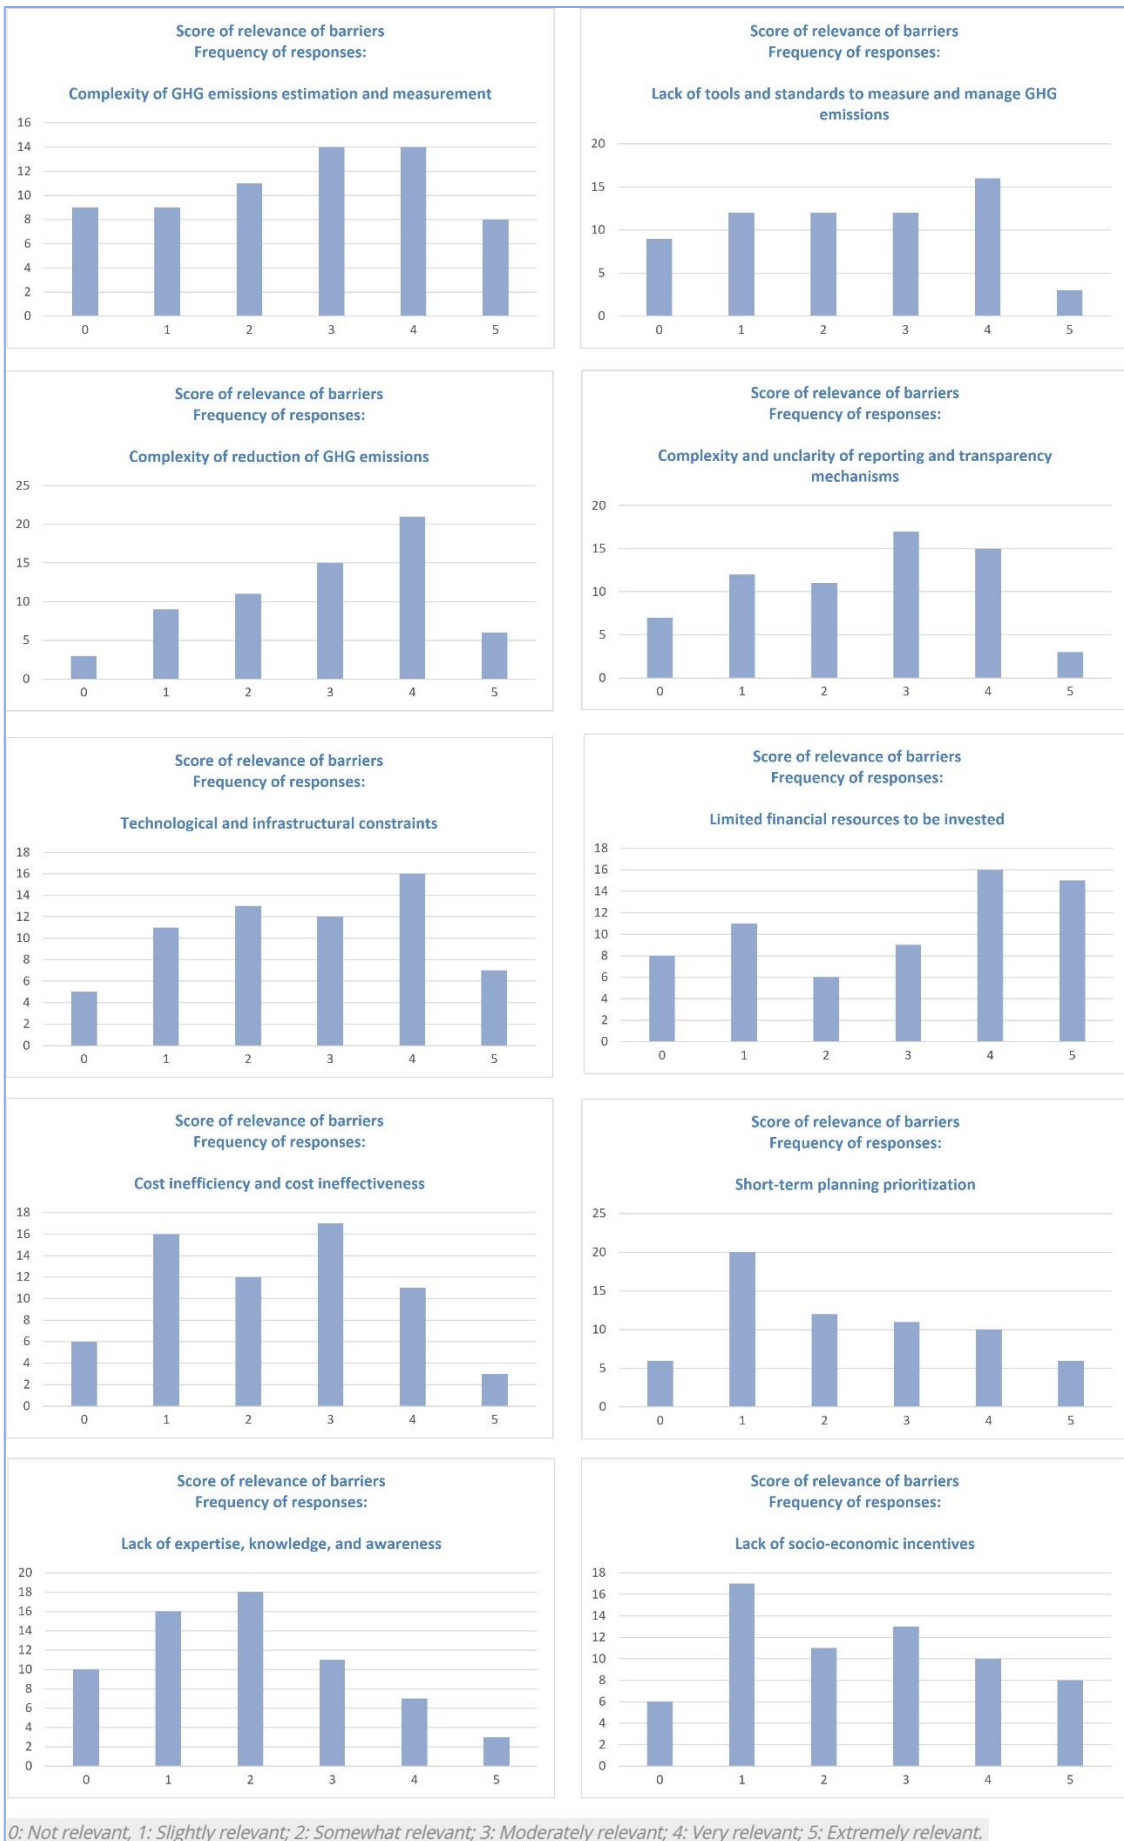 Score of relevance of barriers
Frequency of responses:
Complexity of GHG emissions estimation and measurement
16
14
12
10
8
6
4
2
0
0 1 2 3 4 5
Score of relevance of barriers
Frequency of responses:
Lack of tools and standards to measure and manage GHG
emissions
20
15
10
5
0
0 1 2 3 4 5
Score of relevance of barriers
Frequency of responses:
Complexity of reduction of GHG emissions
25
20
15
10
5
0
0 1 2 3 4 5
Score of relevance of barriers
Frequency of responses:
Complexity and unclarity of reporting and transparency
mechanisms
20
15
10
5
0
0 1 2 3 4 5
Score of relevance of barriers
Frequency of responses:
Technological and infrastructural constraints
18
16
14
12
10
8
6
4
2
0
0 1 2 3 4 5
Score of relevance of barriers
Frequency of responses:
Limited financial resources to be invested
18
16
14
12
10
8
6
4
2
0
0 1 2 3 4 5
Score of relevance of barriers
Frequency of responses:
Cost inefficiency and cost ineffectiveness
18
16
14
12
10
8
6
4
2
0
0 1 2 3 4 5
Score of relevance of barriers
Frequency of responses:
Short-term planning prioritization
25
20
15
10
5
0
0 1 2 3 4 5
Score of relevance of barriers
Frequency of responses:
Lack of expertise, knowledge, and awareness
20
18
16
14
12
10
8
6
4
2
0
0 1 2 3 4 5
Score of relevance of barriers
Frequency of responses:
Lack of socio-economic incentives
18
16
14
12
10
8
6
4
2
0
0 1 2 3 4 5
0: Not relevant, 1: Slightly relevant; 2: Somewhat relevant; 3: Moderately relevant; 4: Very relevant; 5: Extremely relevant.